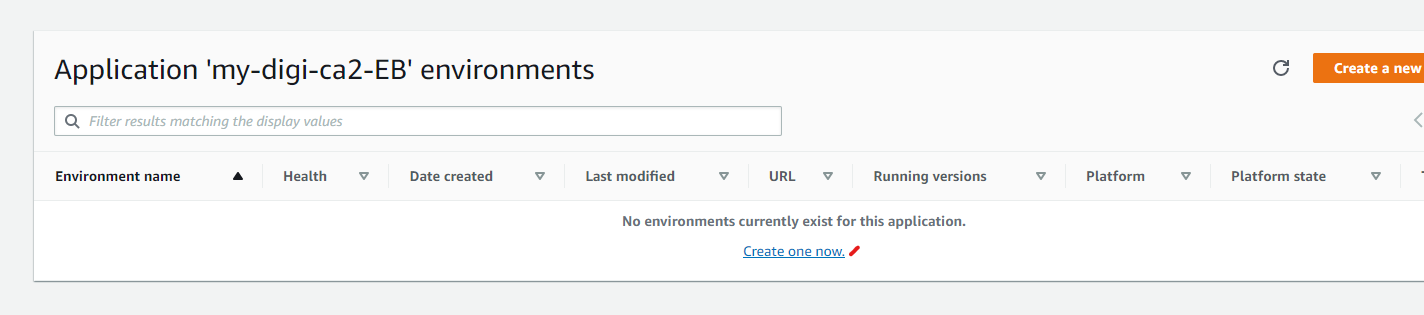 Application 'my-digi-ca2-EB' environments
Create a new
Filter results matching the display values
Environment name Health Date created Last modified URL Running versions Platform Platform state
No environments currently exist for this application.
Create one now.